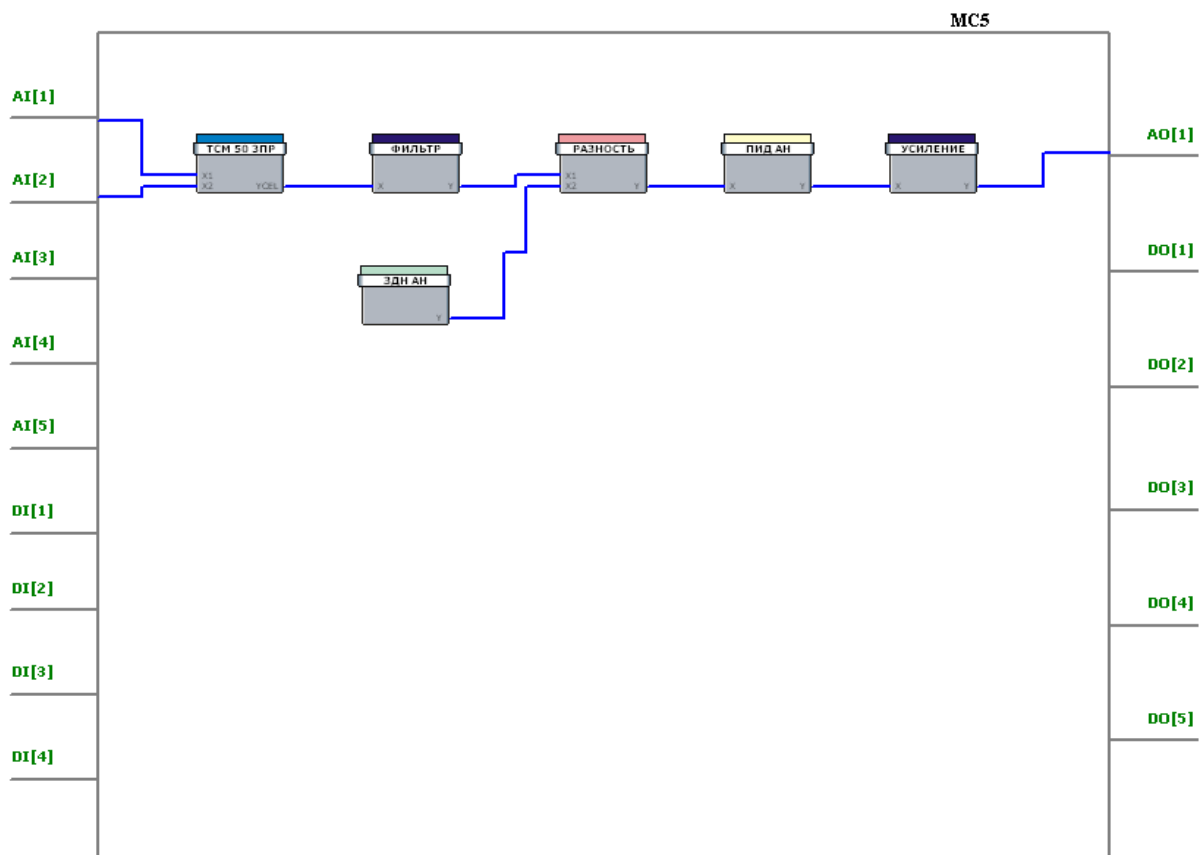 MC5
AI[1]
AO[1]
ТСМ 50 3ПР
ФИЛЬТР
РАЗНОСТЬ
ПИД АН
УСИЛЕНИЕ
X1
X1
AI[2]
X2
YCEL
X
Y
X2
Y
X
Y
X
Y
AI[3]
DO[1]
ЗДН АН
Y
AI[4]
DO[2]
AI[5]
DO[3]
DI[1]
DI[2]
DO[4]
DI[3]
DO[5]
DI[4]